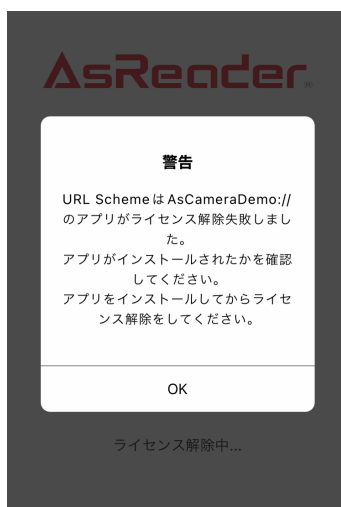 AsReader®
警告
URL Scheme は AsCameraDemo://
のアプリがライセンス解除失敗しまし
た。
アプリがインストールされたかを確認
してください。
アプリをインストールしてからライセ
ンス解除をしてください。
OK
ライセンス解除中...